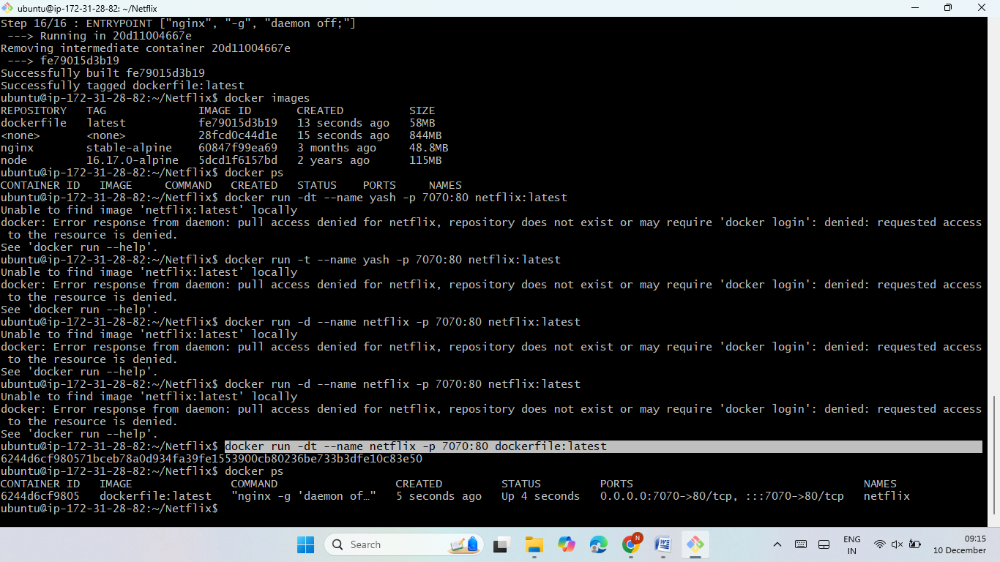 ubuntu@ip-172-31-28-82: ~/Netflix
Step 16/16 : ENTRYPOINT ["nginx", "-g", "daemon off;"]
 ---> Running in 20d11004667e
Removing intermediate container 20d11004667e
 ---> fe79015d3b19
Successfully built fe79015d3b19
Successfully tagged dockerfile:latest
ubuntu@ip-172-31-28-82:~/Netflix$ docker images
REPOSITORY   TAG              IMAGE ID       CREATED          SIZE
dockerfile   latest           fe79015d3b19   13 seconds ago   58MB
<none>       <none>           28fcd0c44d1e   15 seconds ago   844MB
nginx        stable-alpine    60847f99ea69   3 months ago     48.8MB
node         16.17.0-alpine   5dcd1f6157bd   2 years ago      115MB
ubuntu@ip-172-31-28-82:~/Netflix$ docker ps
CONTAINER ID   IMAGE     COMMAND   CREATED   STATUS    PORTS     NAMES
ubuntu@ip-172-31-28-82:~/Netflix$ docker run -dt --name yash -p 7070:80 netflix:latest
Unable to find image 'netflix:latest' locally
docker: Error response from daemon: pull access denied for netflix, repository does not exist or may require 'docker login': denied: requested access
 to the resource is denied.
See 'docker run --help'.
ubuntu@ip-172-31-28-82:~/Netflix$ docker run -t --name yash -p 7070:80 netflix:latest
Unable to find image 'netflix:latest' locally
docker: Error response from daemon: pull access denied for netflix, repository does not exist or may require 'docker login': denied: requested access
 to the resource is denied.
See 'docker run --help'.
ubuntu@ip-172-31-28-82:~/Netflix$ docker run -d --name netflix -p 7070:80 netflix:latest
Unable to find image 'netflix:latest' locally
docker: Error response from daemon: pull access denied for netflix, repository does not exist or may require 'docker login': denied: requested access
 to the resource is denied.
See 'docker run --help'.
ubuntu@ip-172-31-28-82:~/Netflix$ docker run -d --name netflix -p 7070:80 netflix:latest
Unable to find image 'netflix:latest' locally
docker: Error response from daemon: pull access denied for netflix, repository does not exist or may require 'docker login': denied: requested access
 to the resource is denied.
See 'docker run --help'.
ubuntu@ip-172-31-28-82:~/Netflix$ docker run -dt --name netflix -p 7070:80 dockerfile:latest
6244d6cf980571bceb78a0d934fa39fe1553900cb80236be733b3dfe10c83e50
ubuntu@ip-172-31-28-82:~/Netflix$ docker ps
CONTAINER ID   IMAGE               COMMAND                  CREATED         STATUS         PORTS                                   NAMES
6244d6cf9805   dockerfile:latest   "nginx -g 'daemon of…"   5 seconds ago   Up 4 seconds   0.0.0.0:7070->80/tcp, :::7070->80/tcp   netflix
ubuntu@ip-172-31-28-82:~/Netflix$
Search
N
ENG
IN
09:15
10 December